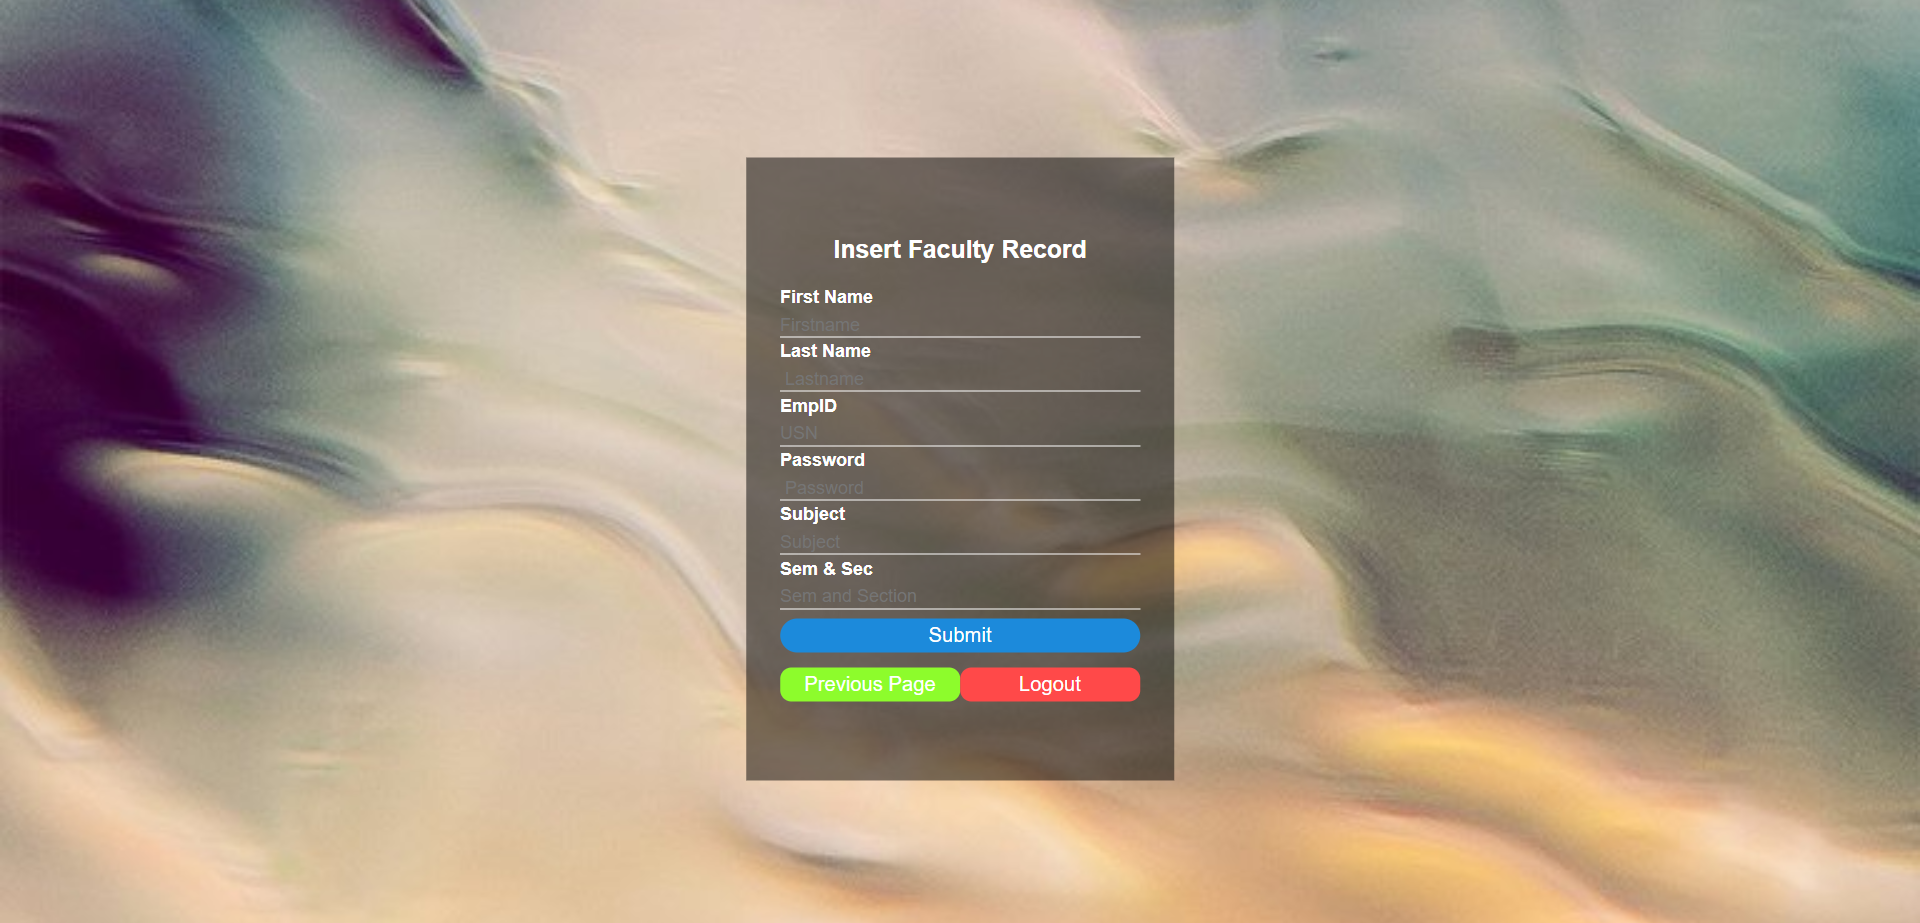 Insert Faculty Record
First Name
Firstname
Last Name
Lastname
EmpID
USN
Password
Password
Subject
Subject
Sem & Sec
Sem and Section
Submit
Previous Page Logout